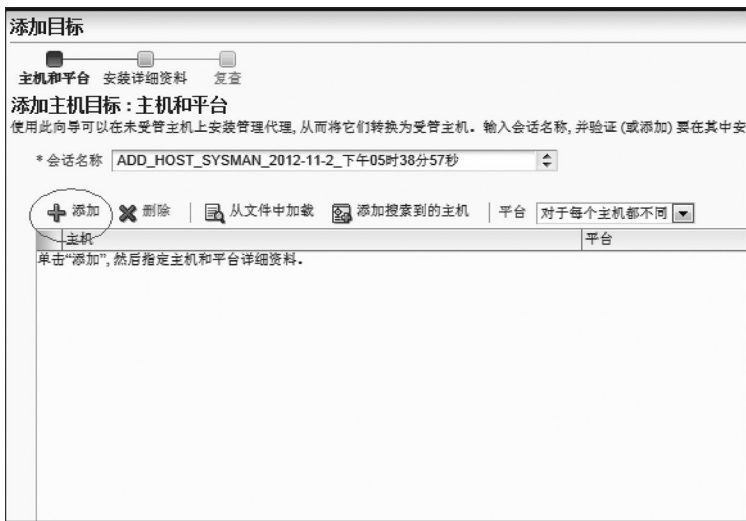 添加目标
主机和平台 安装详细资料 复查
添加主机目标 : 主机和平台
使用此向导可以在未受管主机上安装管理代理, 从而将它们转换为受管主机. 输入会话名称, 并验证 (或添加) 要在其中安
* 会话名称 ADD_HOST_SYSMAN_2012-11-2_下午05时38分57秒
添加 删除 从文件中加载 添加搜索到的主机 平台 对于每个主机都不同
主机 平台
单击“添加”, 然后指定主机和平台详细资料.